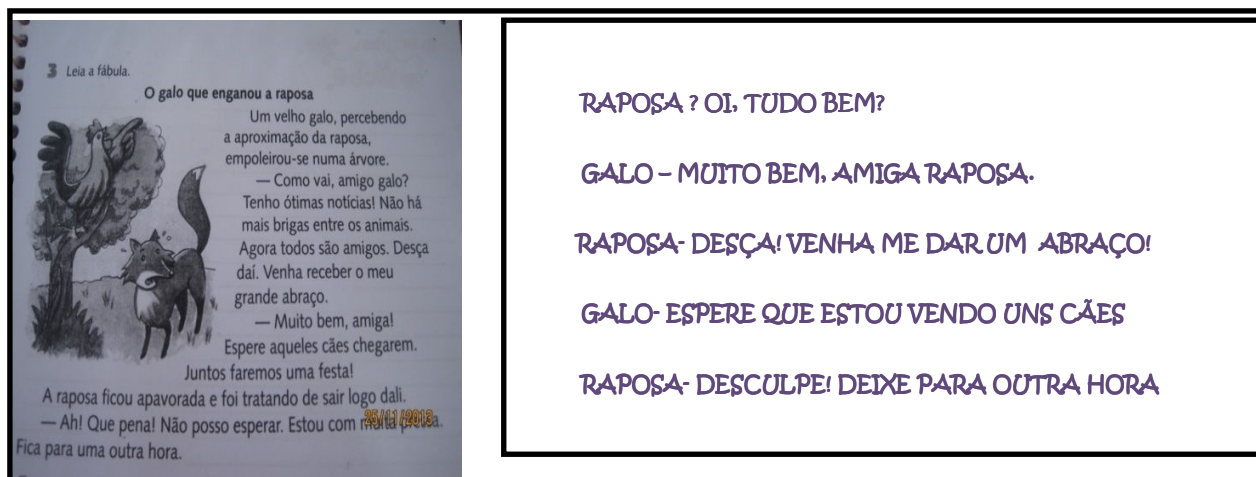 3 Leia a fábula.
O galo que enganou a raposa
Um velho galo, percebendo
a aproximação da raposa,
empoleirou-se numa árvore.
— Como vai, amigo galo?
Tenho ótimas notícias! Não há
mais brigas entre os animais.
Agora todos são amigos. Desça
daí. Venha receber o meu
grande abraço.
— Muito bem, amiga!
Espere aqueles cães chegarem.
Juntos faremos uma festa!
A raposa ficou apavorada e foi tratando de sair logo dali.
— Ah! Que pena! Não posso esperar. Estou com
25/11/2013
Fica para uma outra hora.
RAPOSA ? OI, TUDO BEM?
GALO – MUITO BEM, AMIGA RAPOSA.
RAPOSA- DESÇA! VENHA ME DAR UM ABRAÇO!
GALO- ESPERE QUE ESTOU VENDO UNS CÃES
RAPOSA- DESCULPE! DEIXE PARA OUTRA HORA